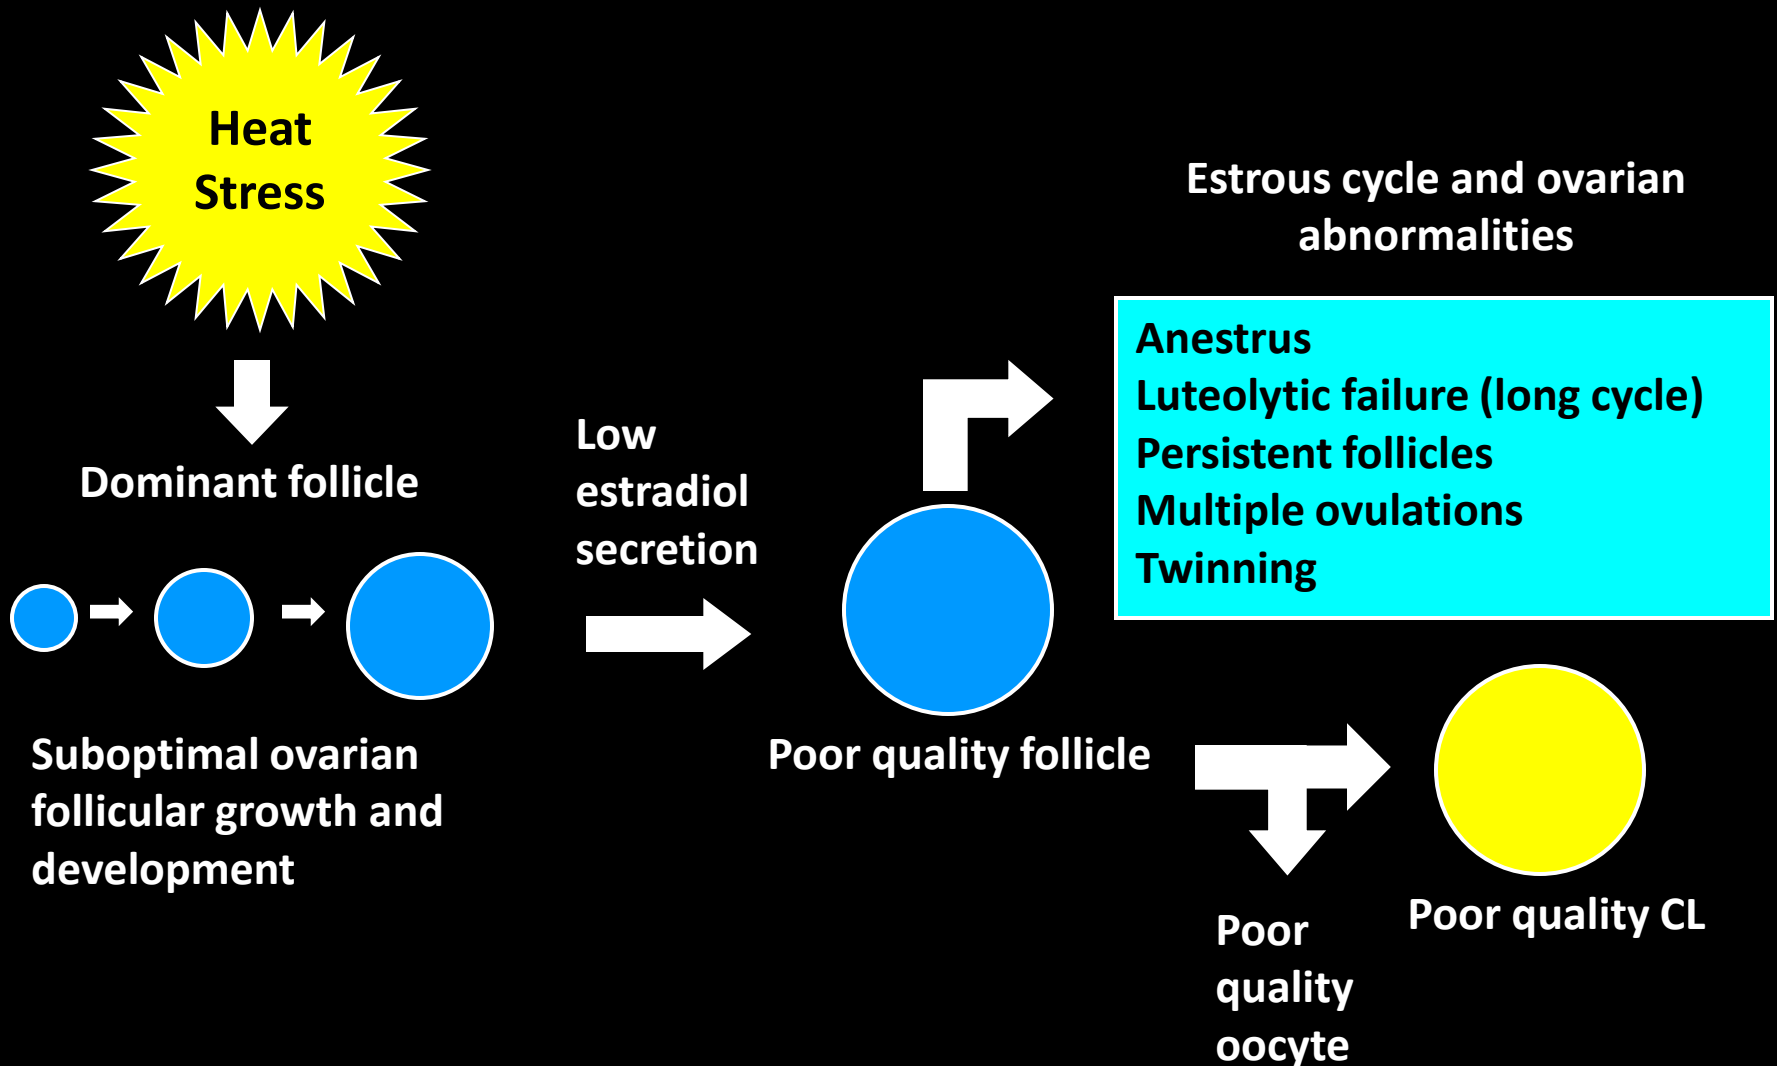 Heat
Stress
Dominant follicle
Suboptimal ovarian
follicular growth and
development
Low
estradiol
secretion
Poor quality follicle
Estrous cycle and ovarian
abnormalities
Anestrus
Luteolytic failure (long cycle)
Persistent follicles
Multiple ovulations
Twinning
Poor
quality
oocyte
Poor quality CL